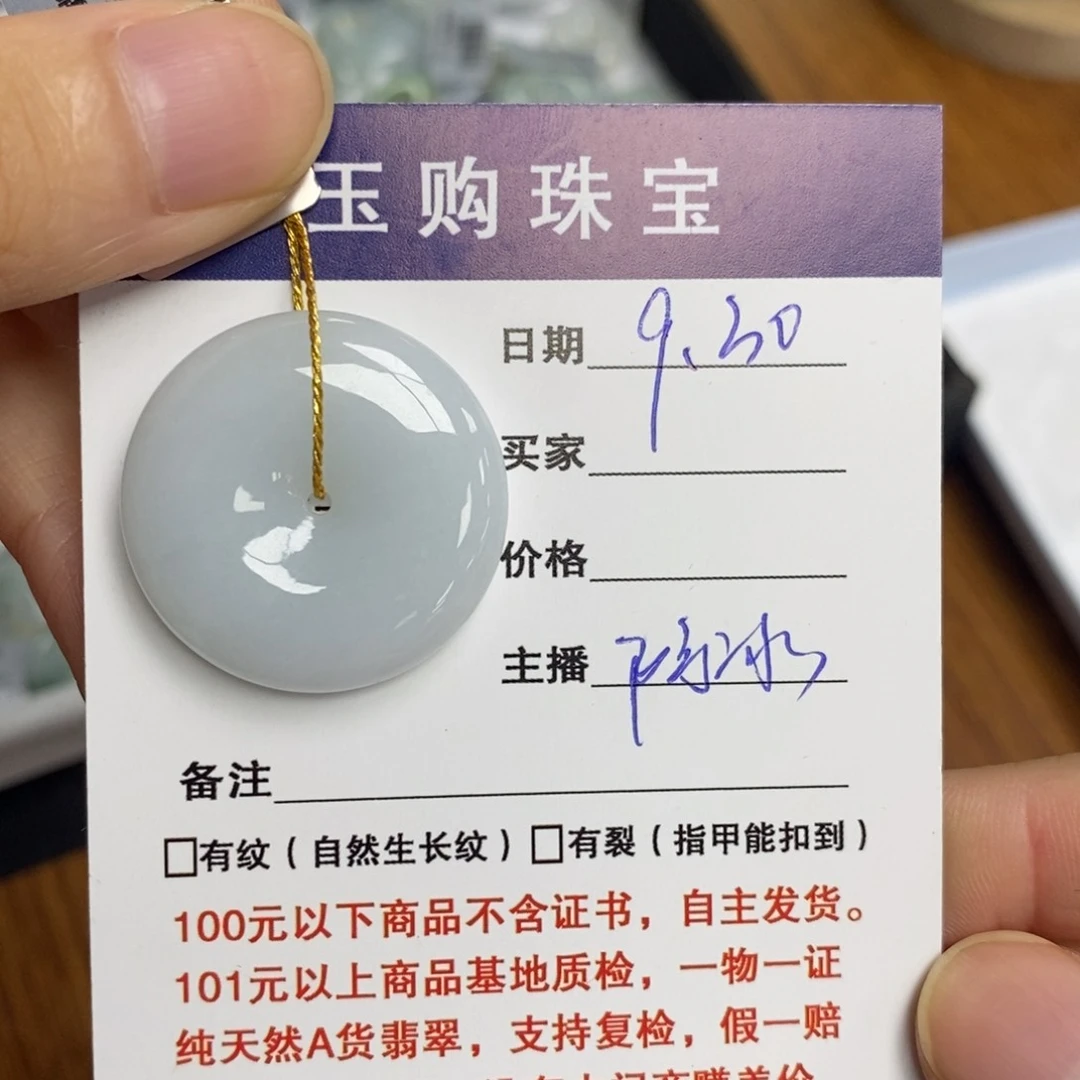 玉购珠宝
日期 9.30
买家
价格
主播 陈冰
备注
□有纹（自然生长纹）□有裂（指甲能扣到）
100元以下商品不含证书，自主发货。
101元以上商品基地质检，一物一证
纯天然A货翡翠，支持复检，假一赔